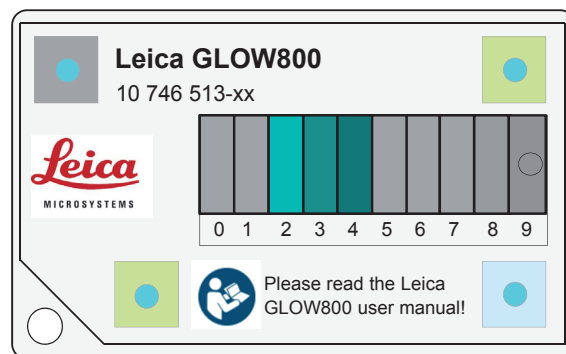 Leica GLOW800
10 746 513-xx
Leica
MICROSYSTEMS
0 1 2 3 4 5 6 7 8 9
Please read the Leica
GLOW800 user manual!